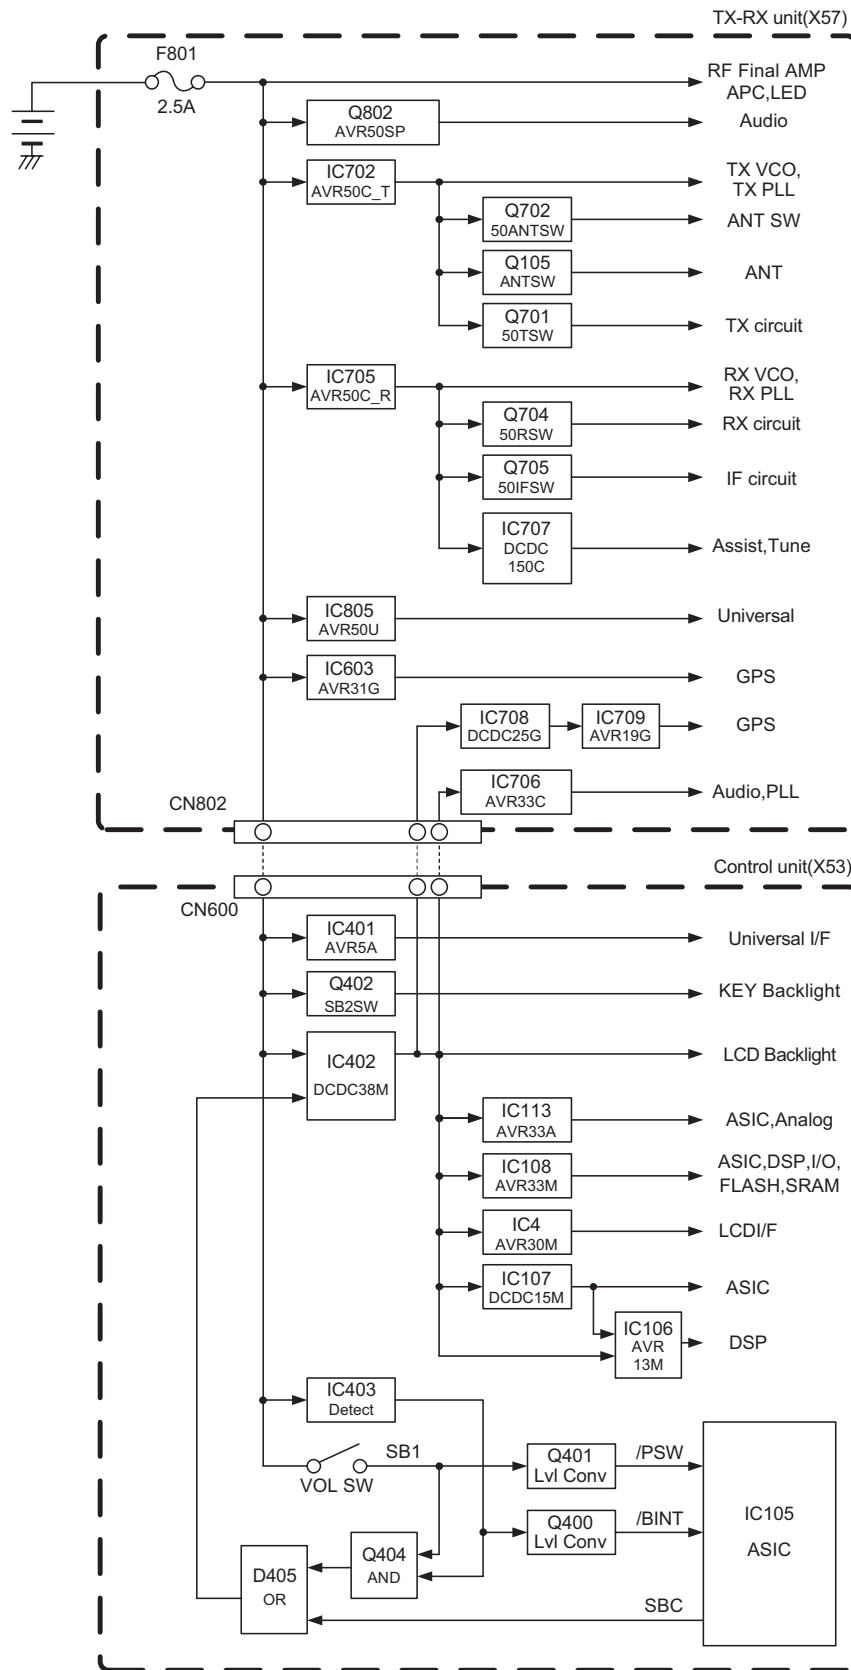 TX-RX unit(X57)
F801
2.5A
RF Final AMP
APC,LED
Q802
AVR50SP
Audio
IC702
AVR50C_T
TX VCO,
TX PLL
Q702
50ANTSW
ANT SW
Q105
ANTSW
ANT
Q701
50TSW
TX circuit
IC705
AVR50C_R
RX VCO,
RX PLL
Q704
50RSW
RX circuit
Q705
50IFSW
IF circuit
IC707
DCDC
150C
Assist,Tune
IC805
AVR50U
Universal
IC603
AVR31G
GPS
IC708
DCDC25G
IC709
AVR19G
GPS
IC706
AVR33C
Audio,PLL
CN802
Control unit(X53)
CN600
IC401
AVR5A
Universal I/F
Q402
SB2SW
KEY Backlight
IC402
DCDC38M
LCD Backlight
IC113
AVR33A
ASIC,Analog
IC108
AVR33M
ASIC,DSP,I/O,
FLASH,SRAM
IC4
AVR30M
LCDI/F
IC107
DCDC15M
ASIC
IC106
AVR
13M
DSP
IC403
Detect
SB1
VOL SW
Q401
Lvl Conv
/PSW
Q400
Lvl Conv
/BINT
IC105
ASIC
Q404
AND
D405
OR
SBC